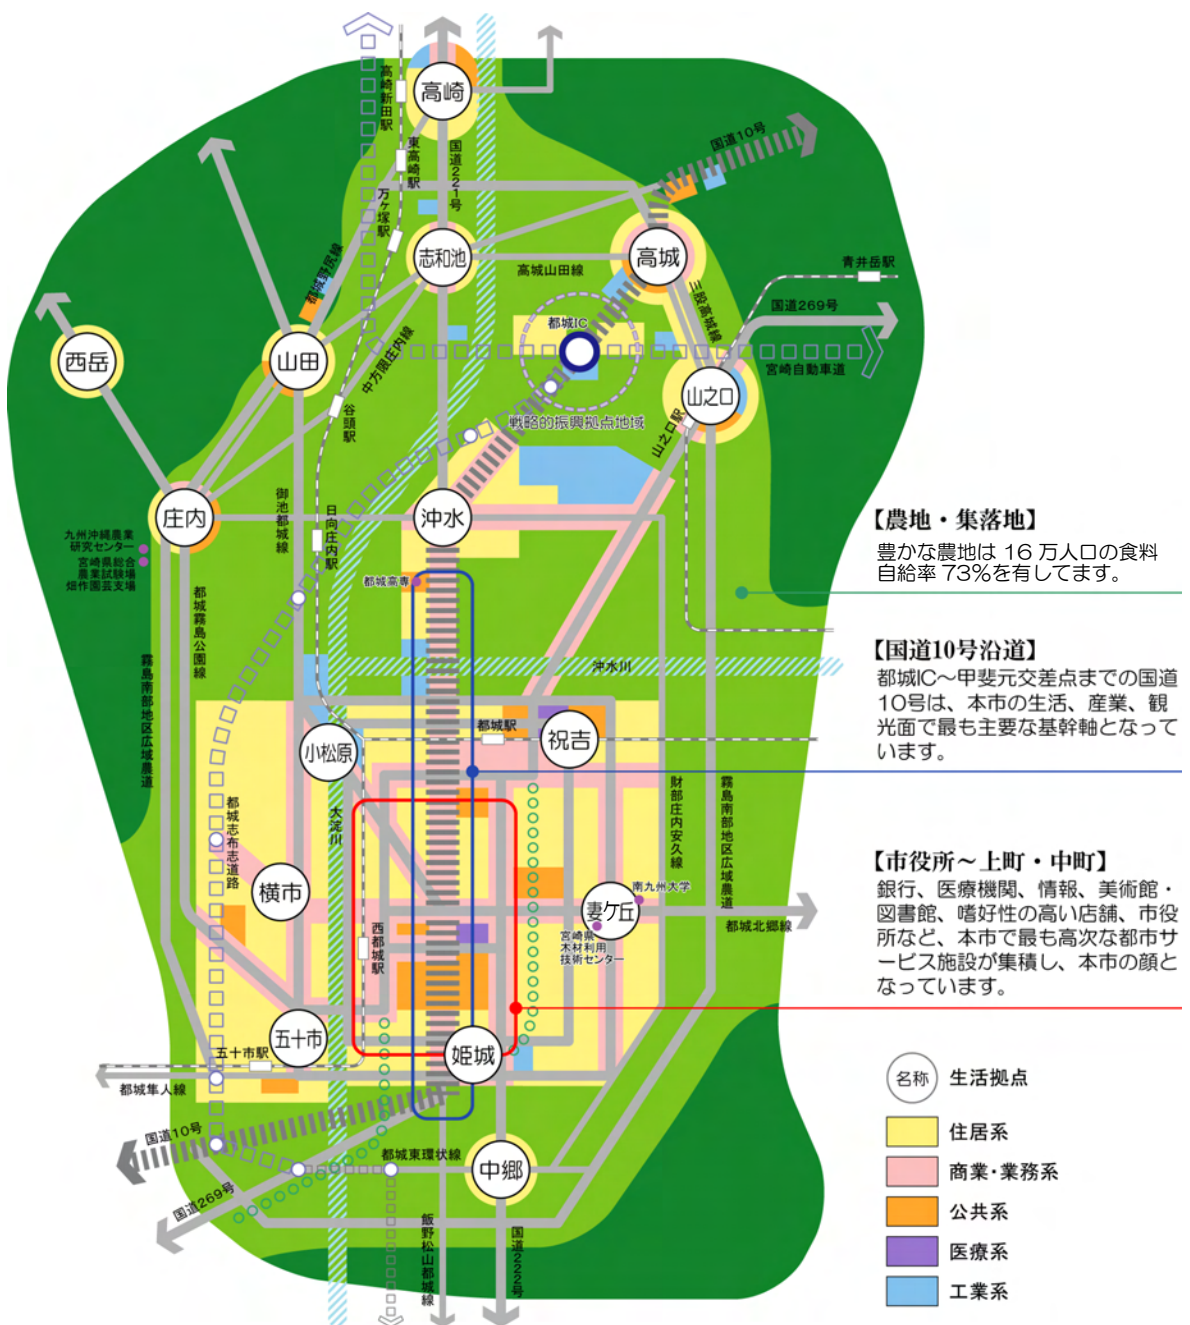 高崎
高崎新田駅
東高崎駅
国道221号
国道10号
万ヶ塚駅
志和池
高城
高城山田線
青井岳駅
三股高城線
国道269号
都城野尻線
都城IC
宮崎自動車道
西岳
山田
中方限庄内線
山之口
谷頭駅
戦略的振興拠点地域
山之口駅
庄内
御池都城線
日向庄内駅
沖水
九州沖縄農業
研究センター
宮崎県総合
農業試験場
畑作園芸支場
都城高専
都城霧島公園線
霧島南部地区広域農道
沖水川
小松原
都城駅
祝吉
都城志布志道路
大淀川
財部庄内安久線
霧島南部地区広域農道
横市
西都城駅
南九州大学
妻ケ丘
宮崎県
木材利用
技術センター
都城北郷線
五十市
五十市駅
姫城
都城隼人線
国道10号
都城東環状線
中郷
国道269号
飯野松山都城線
国道222号
【農地・集落地】
豊かな農地は 16 万人口の食料
自給率 73%を有してます。
【国道10号沿道】
都城IC～甲斐元交差点までの国道
10号は、本市の生活、産業、観
光面で最も主要な基幹軸となって
います。
【市役所～上町・中町】
銀行、医療機関、情報、美術館・
図書館、嗜好性の高い店舗、市役
所など、本市で最も高次な都市サ
ービス施設が集積し、本市の顔と
なっています。
名称 生活拠点
住居系
商業・業務系
公共系
医療系
工業系